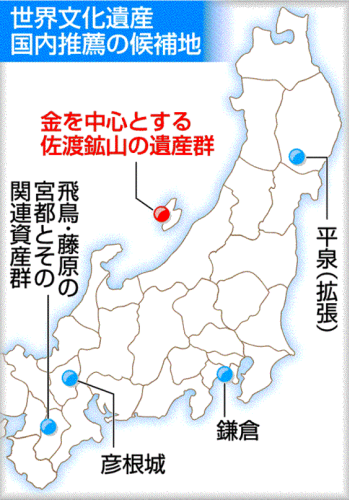 世界文化遺産
国内推薦の候補地
金を中心とする
佐渡鉱山の遺産群
平泉(拡張)
飛鳥・藤原の
宮都とその
関連資産群
鎌倉
彦根城